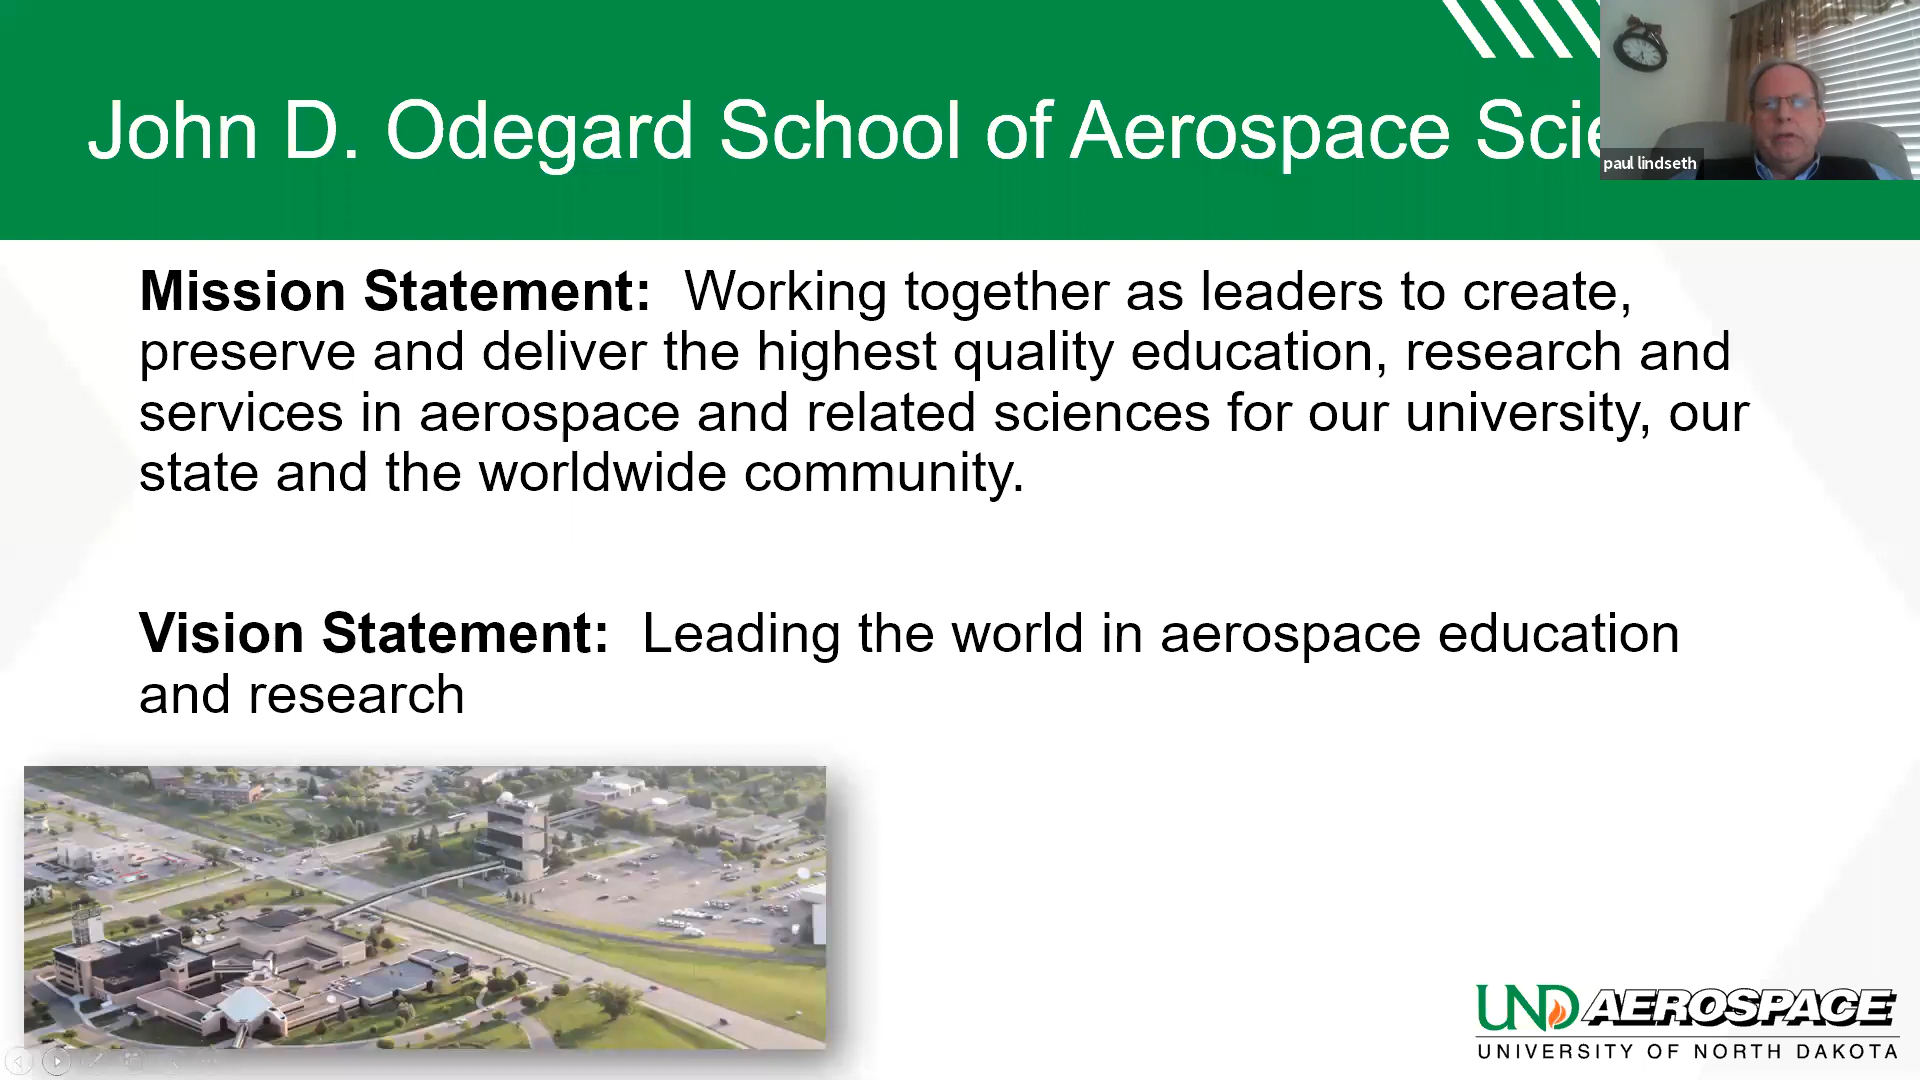 John D. Odegard School of Aerospace Scie
paul lindseth
Mission Statement: Working together as leaders to create,
preserve and deliver the highest quality education, research and
services in aerospace and related sciences for our university, our
state and the worldwide community.
Vision Statement: Leading the world in aerospace education
and research
UND AEROSPACE
UNIVERSITY OF NORTH DAKOTA